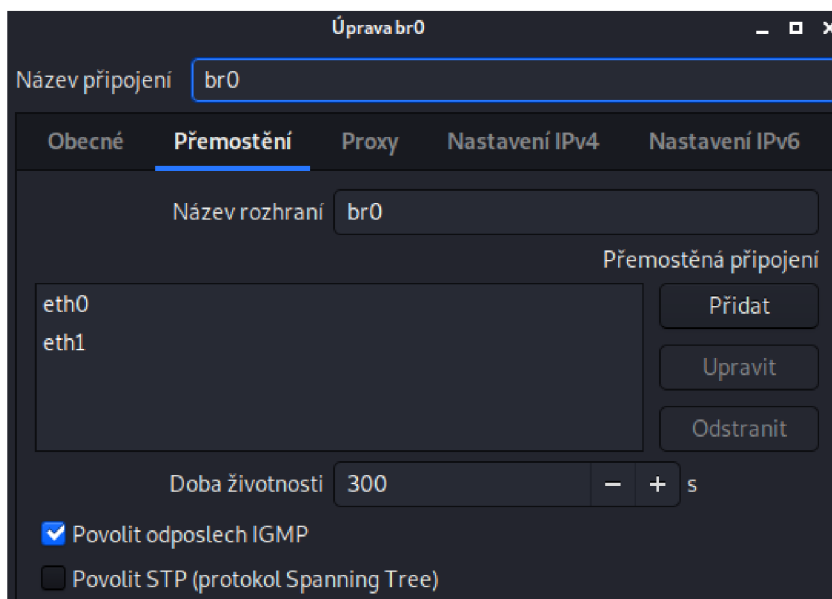 Úprava br0
Název připojení br0
Obecné Přemostění Proxy Nastavení IPv4 Nastavení IPv6
Název rozhraní br0
Přemostěná připojení
eth0
eth1
Přidat
Upravit
Odstranit
Doba životnosti 300 − + s
Povolit odposlech IGMP
Povolit STP (protokol Spanning Tree)